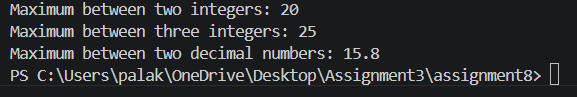 Maximum between two integers: 20
Maximum between three integers: 25
Maximum between two decimal numbers: 15.8
PS C:\Users\palak\OneDrive\Desktop\Assignment3\assignment8>